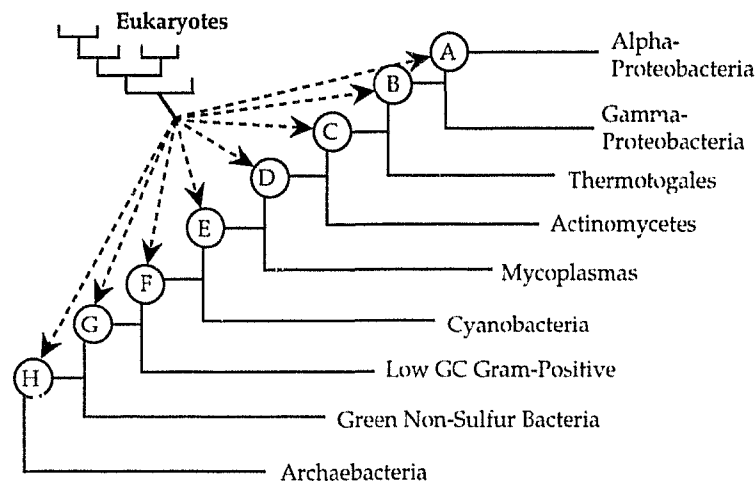 Eukaryotes
A
Alpha-
Proteobacteria
B
Gamma-
Proteobacteria
C
Thermotogales
D
Actinomycetes
E
Mycoplasmas
F
Cyanobacteria
G
Low GC Gram-Positive
H
Green Non-Sulfur Bacteria
Archaebacteria